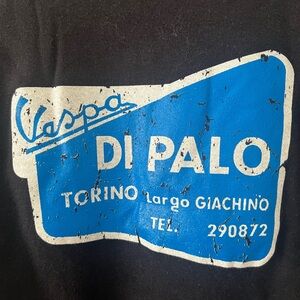 Vespa
DI PALO
TORINO Largo GIACHINO
TEL. 290872